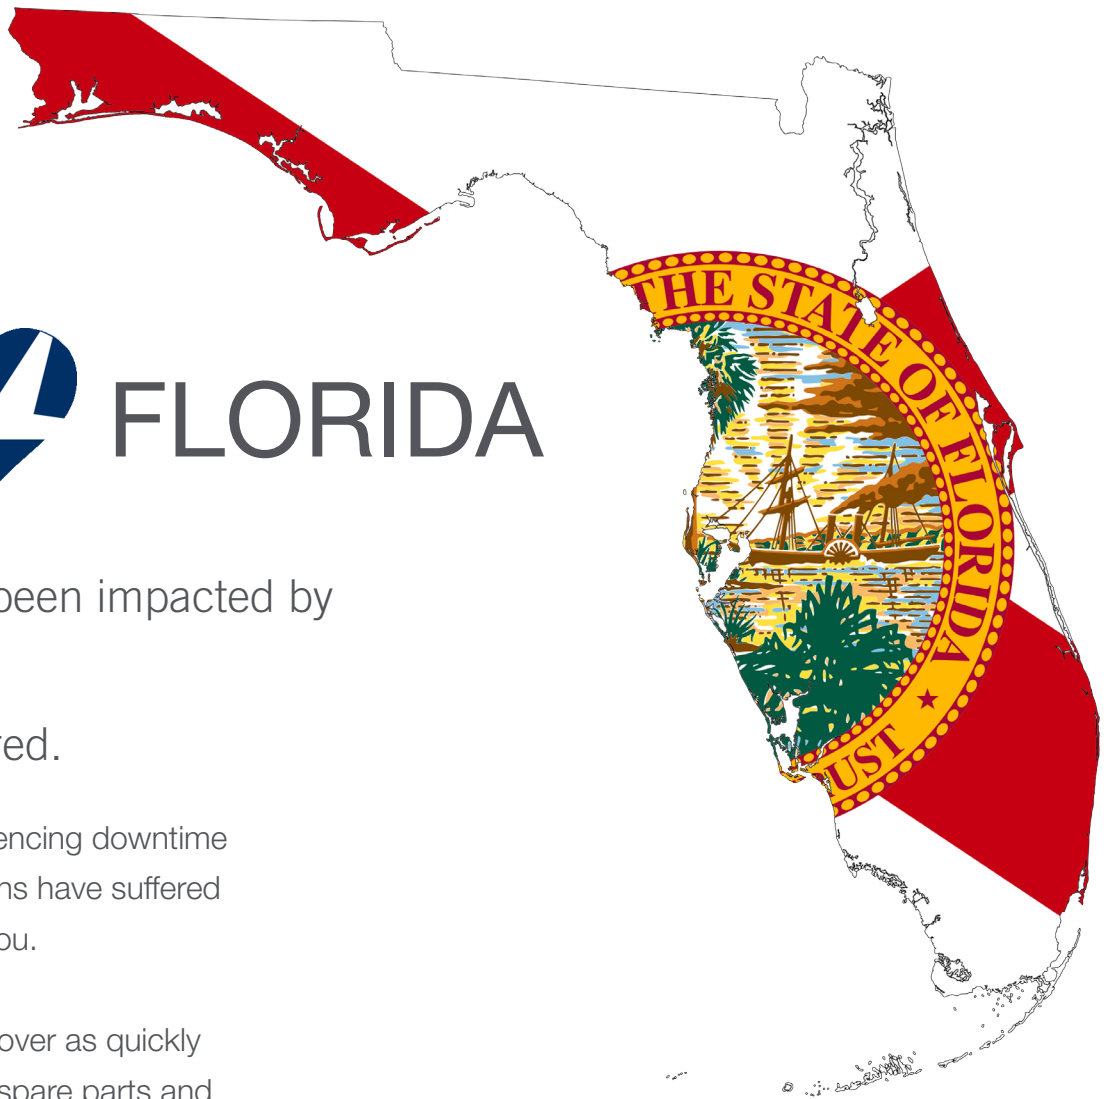 FLORIDA
THE STATE OF FLORIDA
UST
been impacted by
red.
encing downtime
ns have suffered
ou.
over as quickly
spare parts and